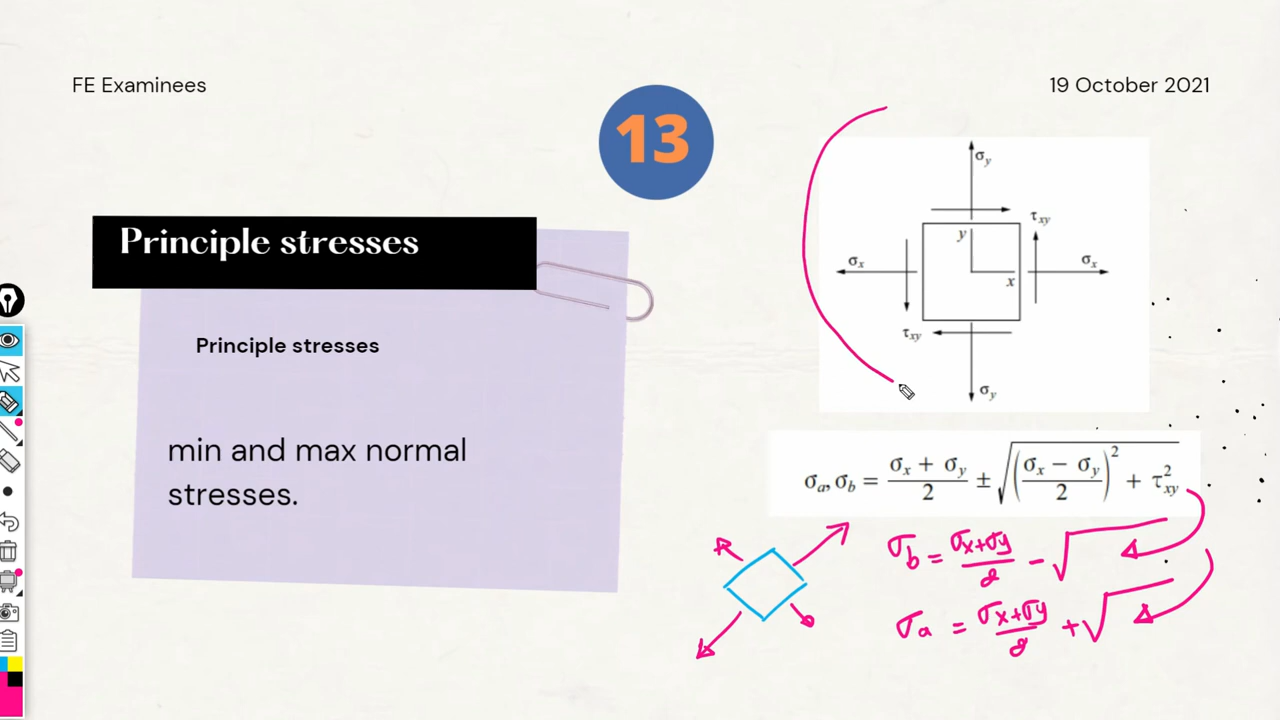 FE Examinees
19 October 2021
13
Principle stresses
Principle stresses
min and max normal
stresses.
σy
τxy
y
σx
σx
x
τxy
σy
σa, σb = (σx + σy)/2 ± √(((σx − σy)/2)² + τ²xy)
σb = (σx+σy)/2 − √
σa = (σx+σy)/2 + √